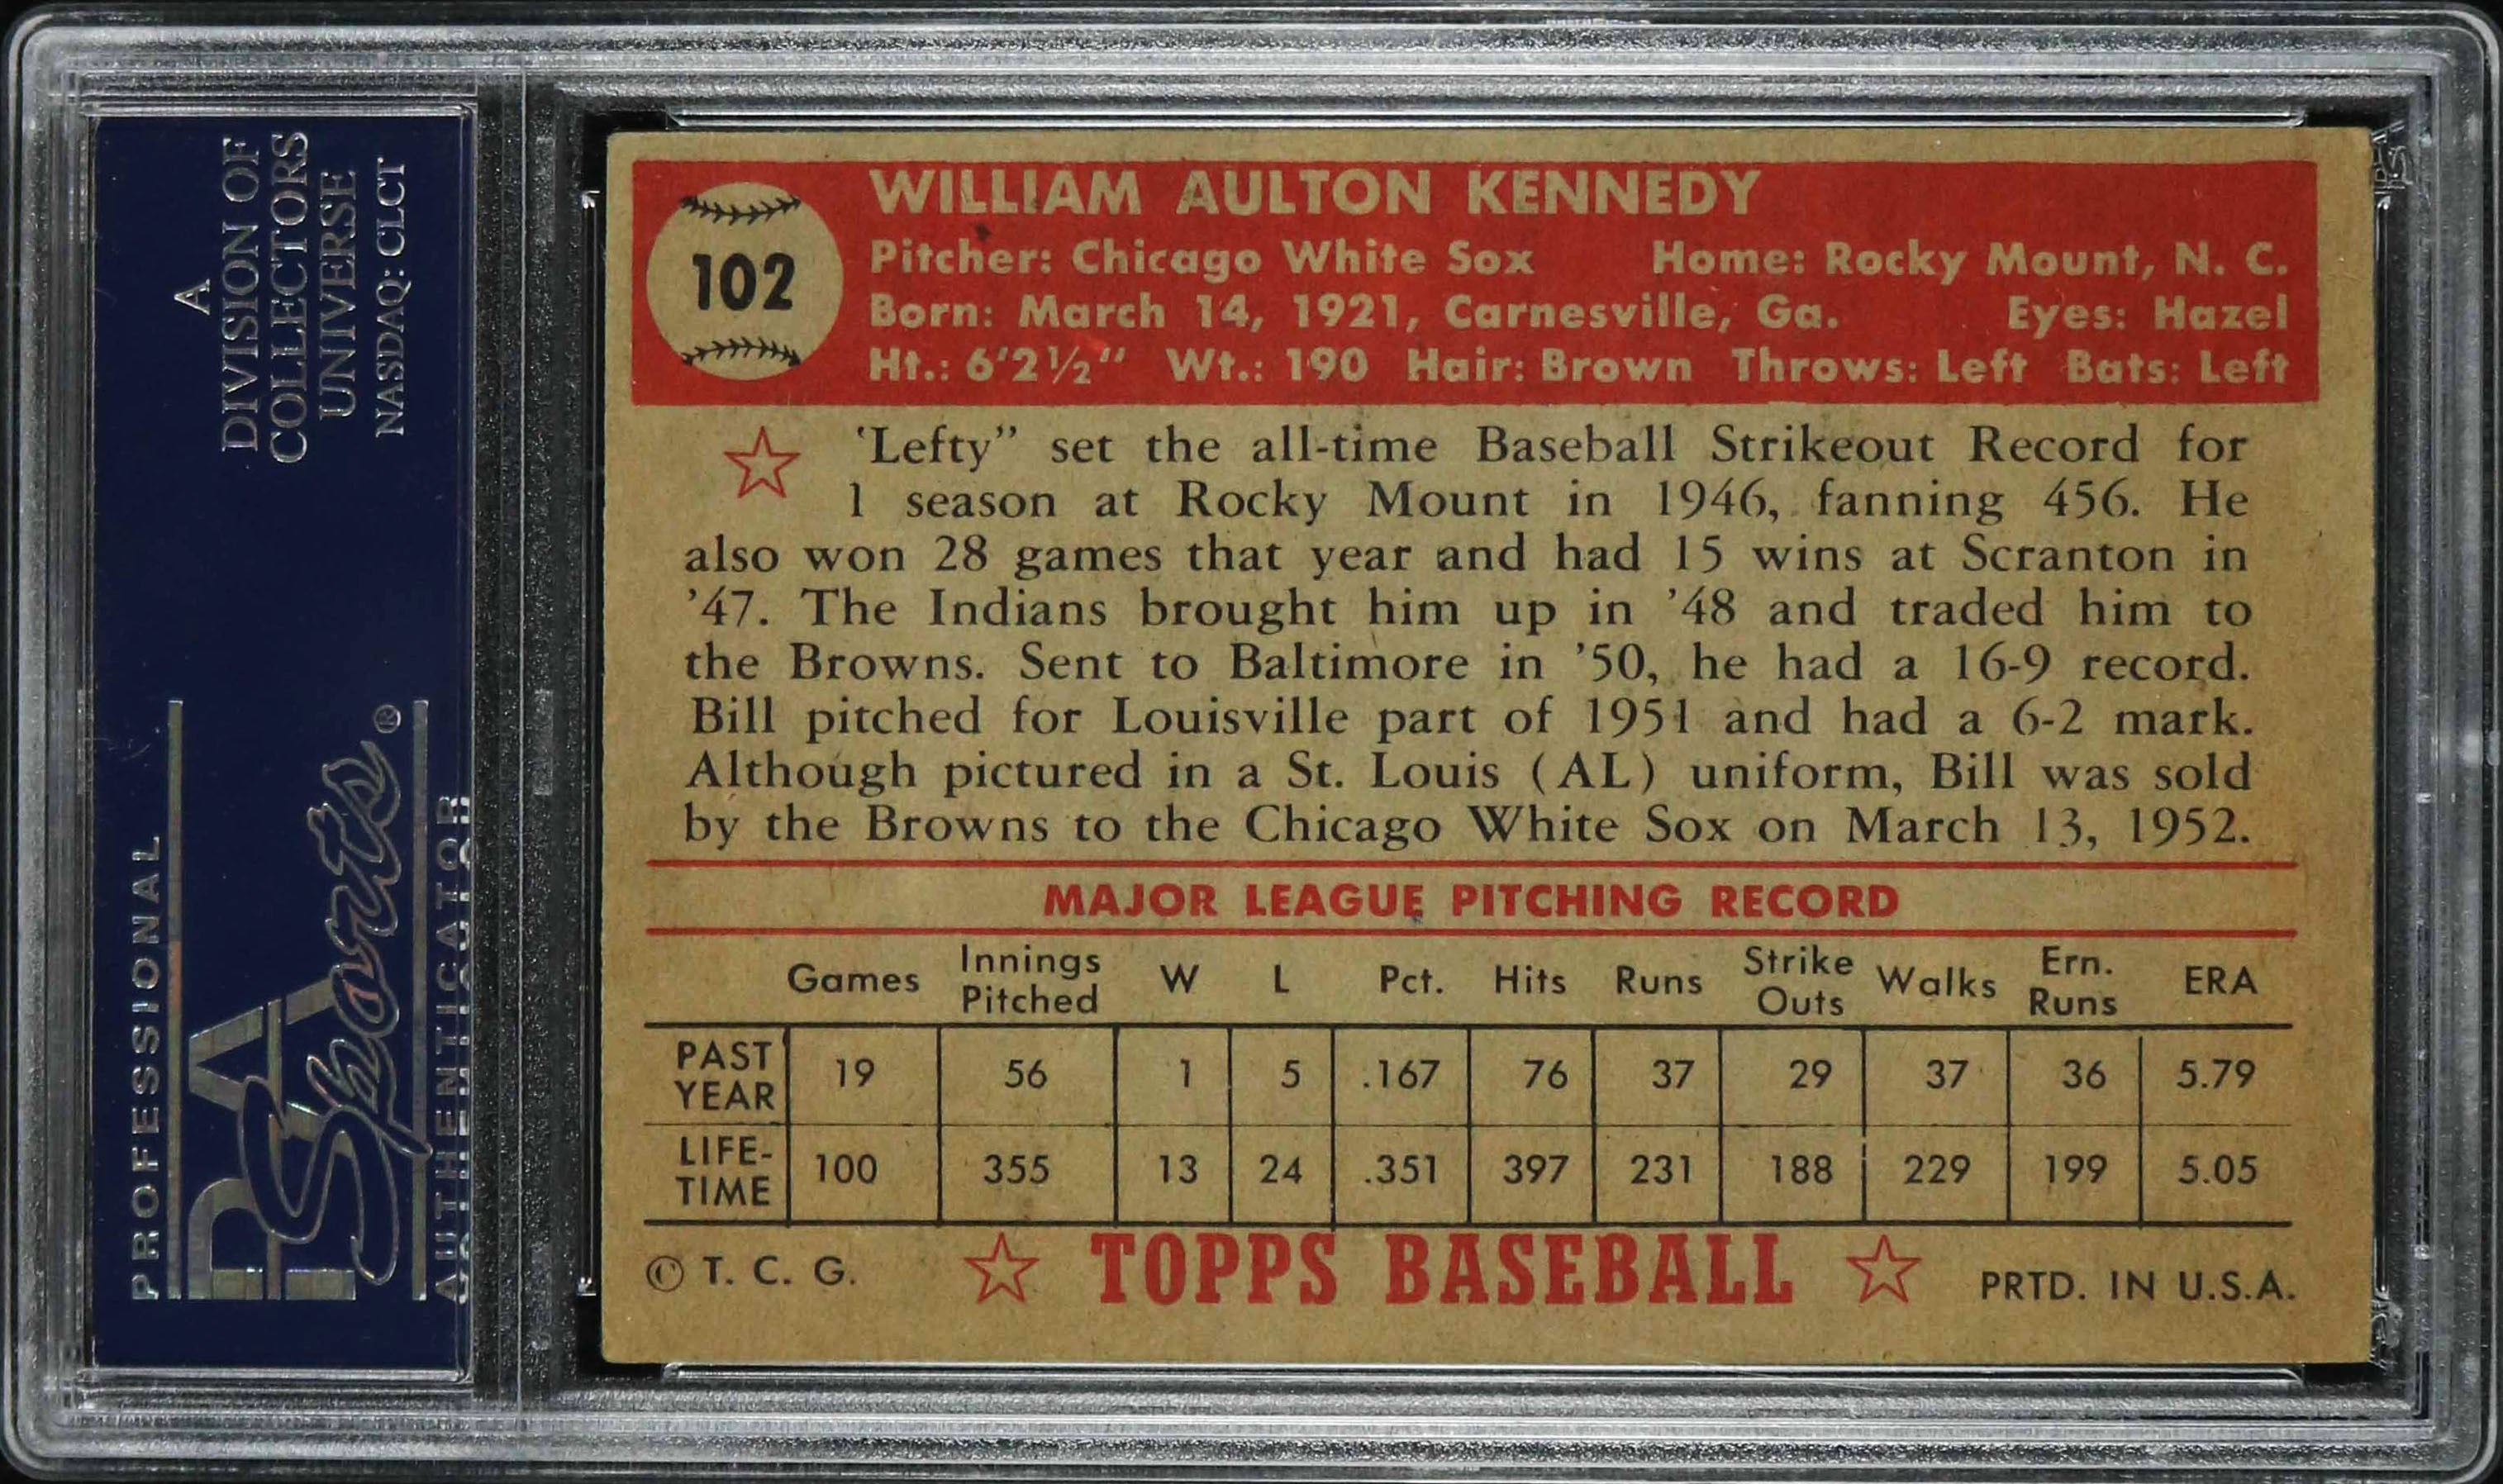 A
DIVISION OF
COLLECTORS
UNIVERSE
NASDAQ: CLCT
PROFESSIONAL
PSA
Sports®
AUTHENTICATOR
102
WILLIAM AULTON KENNEDY
Pitcher: Chicago White Sox Home: Rocky Mount, N. C.
Born: March 14, 1921, Carnesville, Ga. Eyes: Hazel
Ht.: 6'2½" Wt.: 190 Hair: Brown Throws: Left Bats: Left
‘Lefty” set the all-time Baseball Strikeout Record for
1 season at Rocky Mount in 1946, fanning 456. He
also won 28 games that year and had 15 wins at Scranton in
’47. The Indians brought him up in ’48 and traded him to
the Browns. Sent to Baltimore in ’50, he had a 16-9 record.
Bill pitched for Louisville part of 1951 and had a 6-2 mark.
Although pictured in a St. Louis (AL) uniform, Bill was sold
by the Browns to the Chicago White Sox on March 13, 1952.
MAJOR LEAGUE PITCHING RECORD
Games Innings Pitched W L Pct. Hits Runs Strike Outs Walks Ern. Runs ERA
PAST YEAR 19 56 1 5 .167 76 37 29 37 36 5.79
LIFE-TIME 100 355 13 24 .351 397 231 188 229 199 5.05
© T. C. G. ☆ TOPPS BASEBALL ☆ PRTD. IN U.S.A.